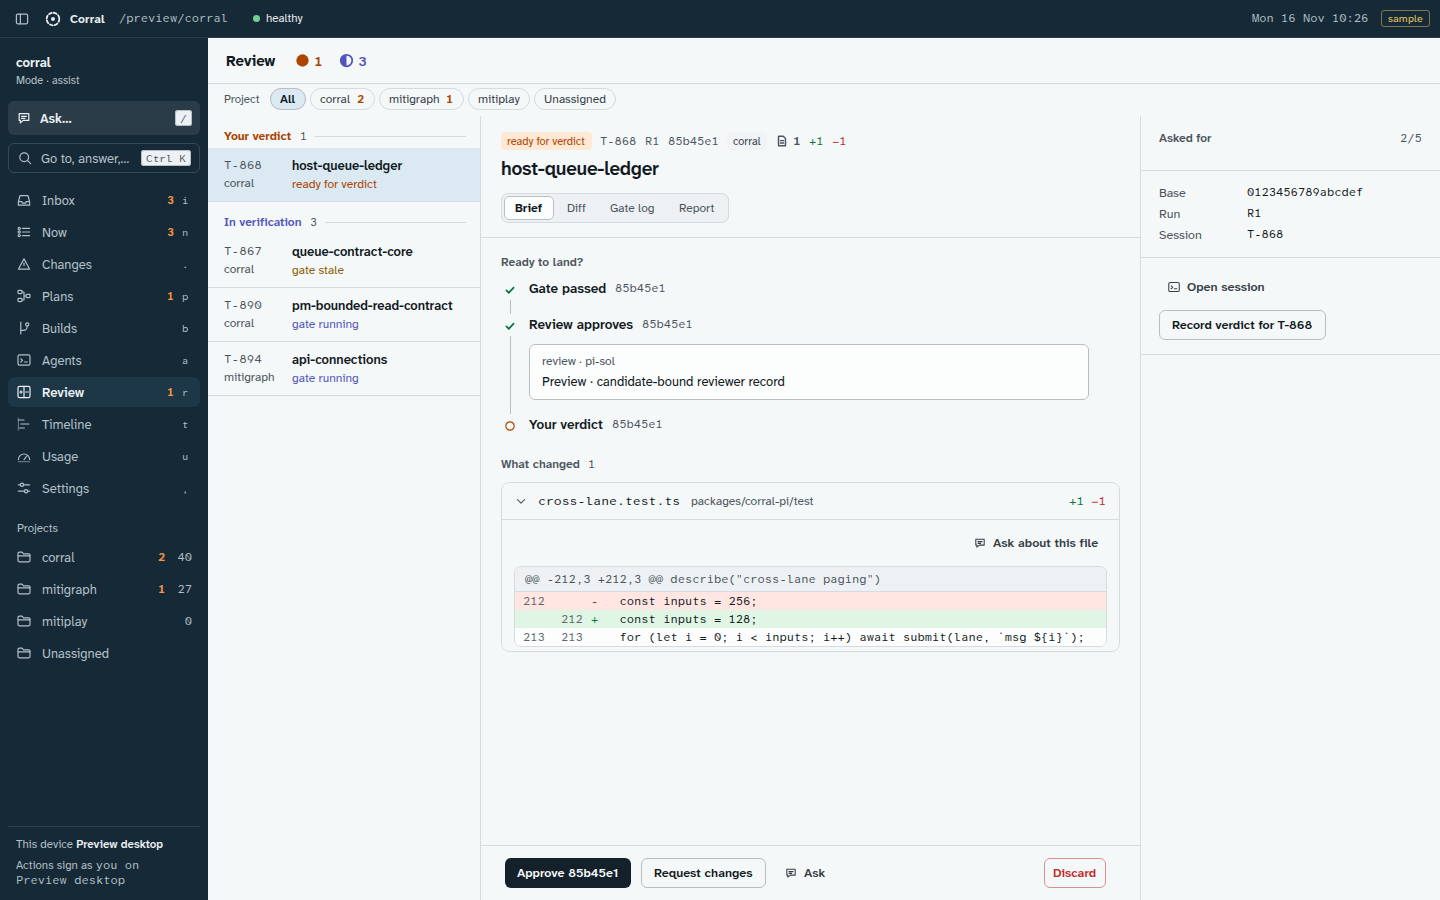 Corral /preview/corral healthy Mon 16 Nov 10:26 sample
corral
Mode · assist
Ask... /
Go to, answer,... Ctrl K
Inbox 3 i
Now 3 n
Changes .
Plans 1 p
Builds b
Agents a
Review 1 r
Timeline t
Usage u
Settings ,
Projects
corral 2 40
mitigraph 1 27
mitiplay 0
Unassigned
This device Preview desktop
Actions sign as you on
Preview desktop
Review 1 3
Project All corral 2 mitigraph 1 mitiplay Unassigned
Your verdict 1
T-868 host-queue-ledger
corral ready for verdict
In verification 3
T-867 queue-contract-core
corral gate stale
T-890 pm-bounded-read-contract
corral gate running
T-894 api-connections
mitigraph gate running
ready for verdict T-868 R1 85b45e1 corral 1 +1 −1
host-queue-ledger
Brief Diff Gate log Report
Ready to land?
Gate passed 85b45e1
Review approves 85b45e1
review · pi-sol
Preview · candidate-bound reviewer record
Your verdict 85b45e1
What changed 1
cross-lane.test.ts packages/corral-pi/test +1 −1
Ask about this file
@@ -212,3 +212,3 @@ describe("cross-lane paging")
212 - const inputs = 256;
212 + const inputs = 128;
213 213 for (let i = 0; i < inputs; i++) await submit(lane, `msg ${i}`);
Approve 85b45e1 Request changes Ask Discard
Asked for 2/5
Base 0123456789abcdef
Run R1
Session T-868
Open session
Record verdict for T-868